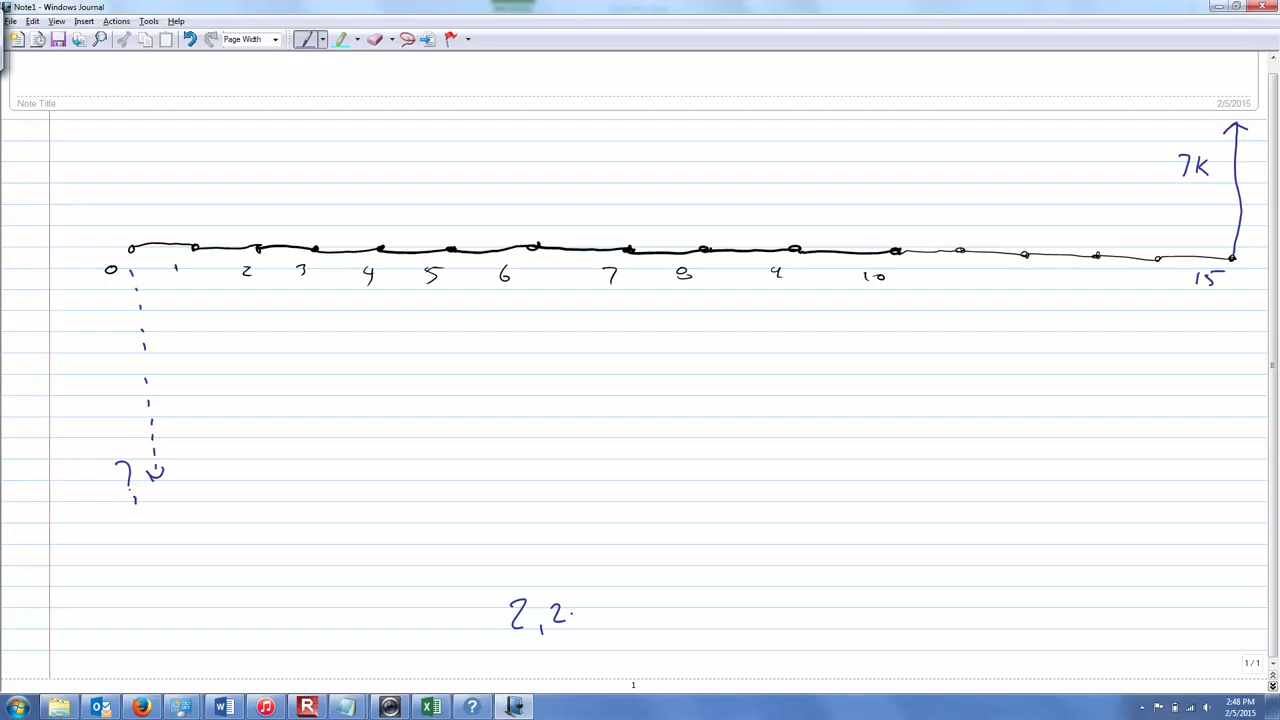 Note1 - Windows Journal
File Edit View Insert Actions Tools Help
Page Width
Note Title
2/5/2015
7K
0 1 2 3 4 5 6 7 8 9 10 15
?
2,2
1 / 1
1
2:48 PM
2/5/2015